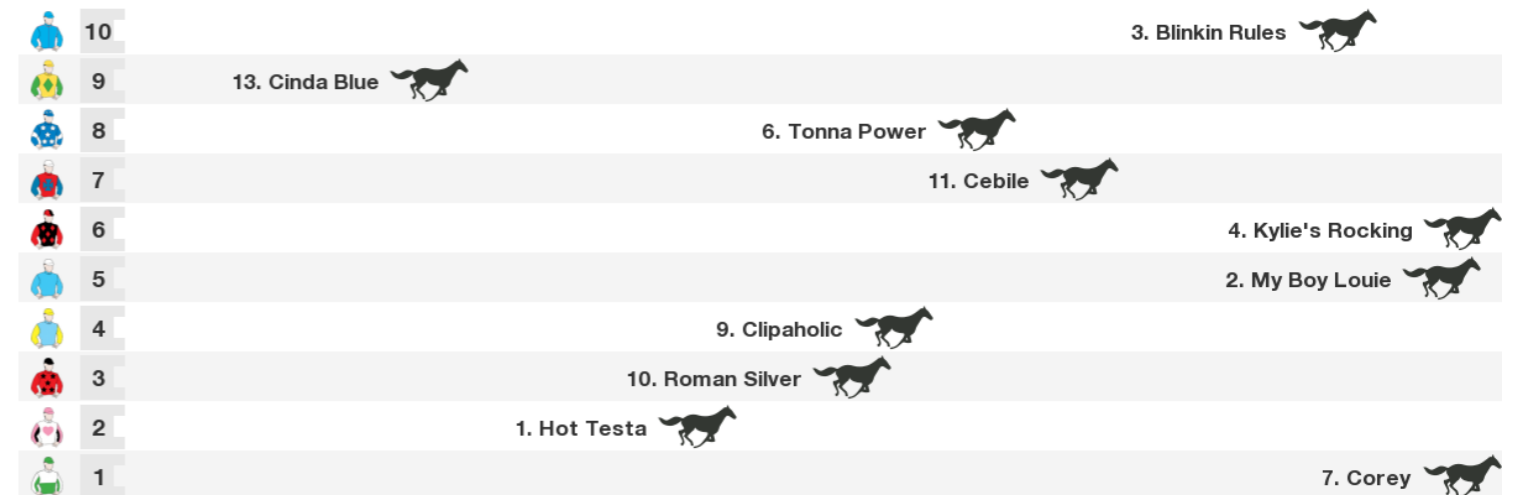 10 3. Blinkin Rules
9 13. Cinda Blue
8 6. Tonna Power
7 11. Cebile
6 4. Kylie's Rocking
5 2. My Boy Louie
4 9. Clipaholic
3 10. Roman Silver
2 1. Hot Testa
1 7. Corey